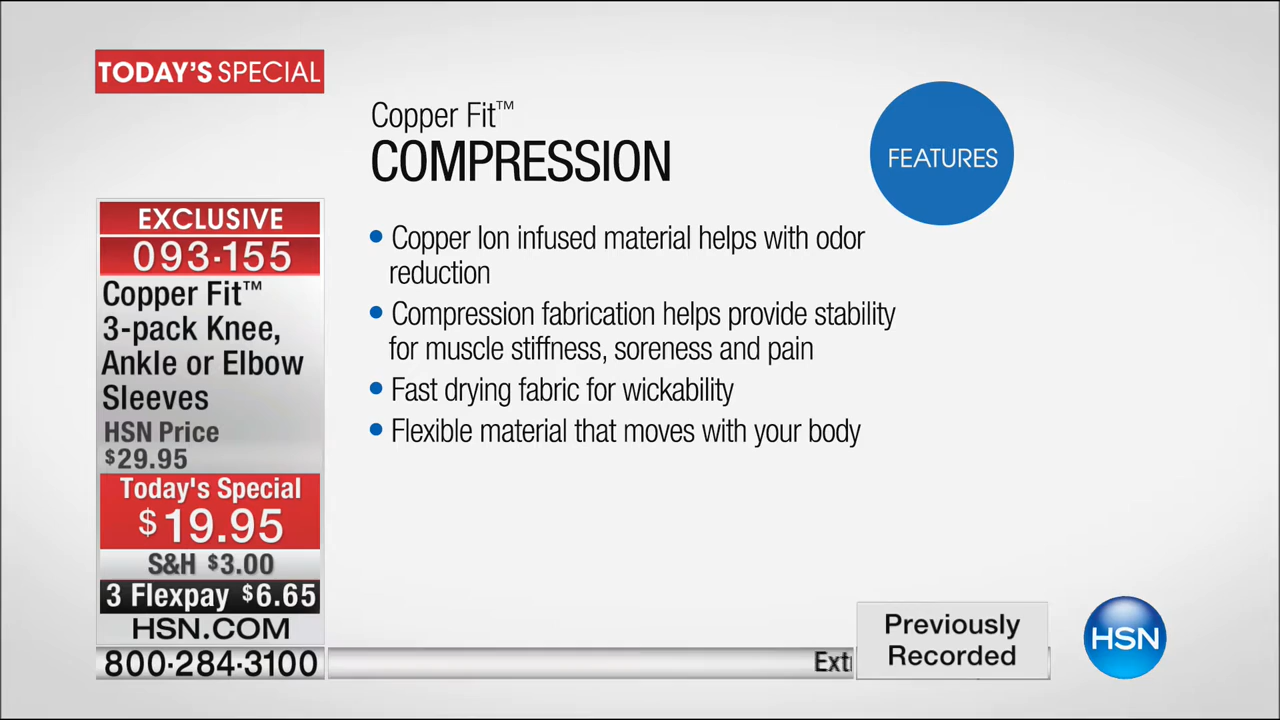 TODAY'S SPECIAL
Copper Fit™
COMPRESSION
FEATURES
• Copper Ion infused material helps with odor
reduction
• Compression fabrication helps provide stability
for muscle stiffness, soreness and pain
• Fast drying fabric for wickability
• Flexible material that moves with your body
EXCLUSIVE
093·155
Copper Fit™
3-pack Knee,
Ankle or Elbow
Sleeves
HSN Price
$29.95
Today's Special
$19.95
S&H $3.00
3 Flexpay $6.65
HSN.COM
800·284·3100
Previously
Recorded
HSN